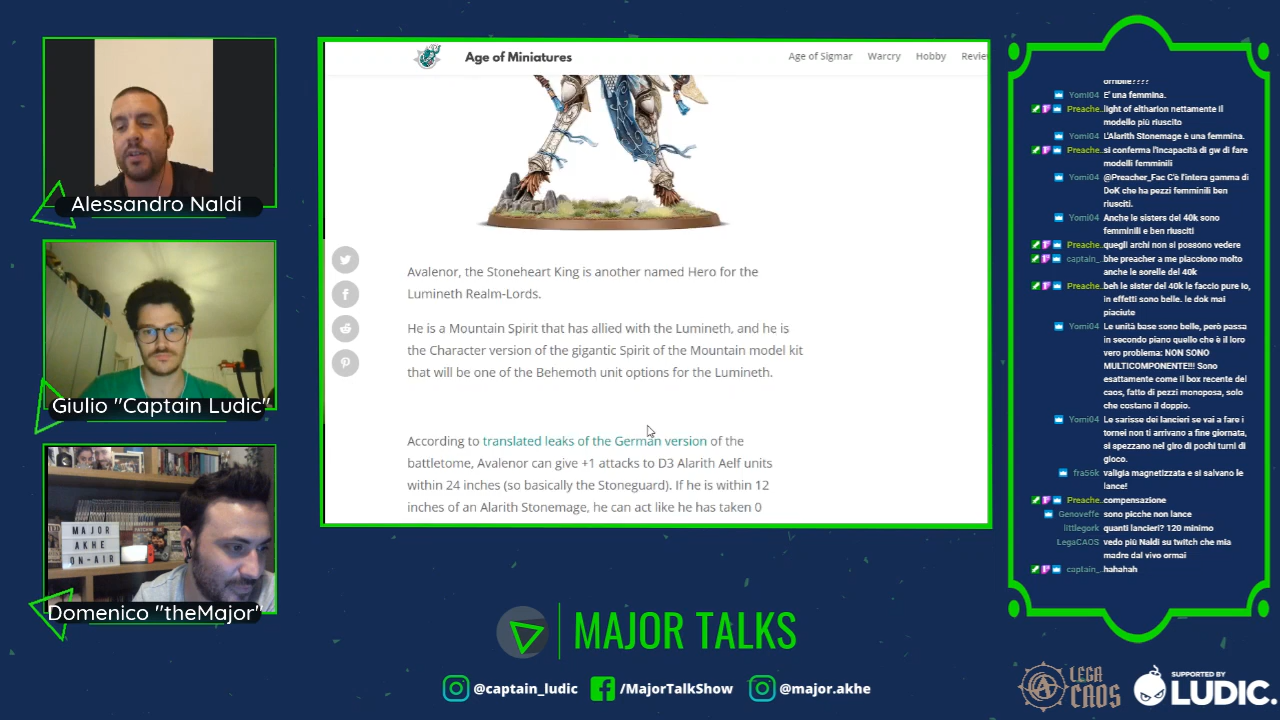 Alessandro Naldi
Giulio "Captain Ludic"
MAJOR
AKHE
ON-AIR
Domenico "theMajor"
Age of Miniatures
Age of Sigmar Warcry Hobby Revie
Avalenor, the Stoneheart King is another named Hero for the
Lumineth Realm-Lords.
He is a Mountain Spirit that has allied with the Lumineth, and he is
the Character version of the gigantic Spirit of the Mountain model kit
that will be one of the Behemoth unit options for the Lumineth.
According to translated leaks of the German version of the
battletome, Avalenor can give +1 attacks to D3 Alarith Aelf units
within 24 inches (so basically the Stoneguard). If he is within 12
inches of an Alarith Stonemage, he can act like he has taken 0
MAJOR TALKS
@captain_ludic /MajorTalkShow @major.akhe
orribile????
Yomi04 E' una femmina.
Preache.. light of eltharion nettamente il
modello più riuscito
Yomi04 L'Alarith Stonemage è una femmina.
Preache.. si conferma l'incapacità di gw di fare
modelli femminili
Yomi04 @Preacher_Fac C'è l'intera gamma di
DoK che ha pezzi femminili ben
riusciti.
Yomi04 Anche le sisters del 40k sono
femminili e ben riusciti
Preache.. quegli archi non si possono vedere
captain_.. bhe preacher a me piacciono molto
anche le sorelle del 40k
Preache.. beh le sister del 40k le faccio pure io,
in effetti sono belle. le dok mai
piaciute
Yomi04 Le unità base sono belle, però passa
in secondo piano quello che è il loro
vero problema: NON SONO
MULTICOMPONENTE!!! Sono
esattamente come il box recente del
caos, fatto di pezzi monoposa, solo
che costano il doppio.
Yomi04 Le sarisse dei lancieri se vai a fare i
tornei non ti arrivano a fine giornata,
si spezzano nel giro di pochi turni di
gioco.
fra56k valigia magnetizzata e si salvano le
lance!
Preache.. compensazione
Genoveffe sono picche non lance
littlegork quanti lancieri? 120 minimo
LegaCAOS vedo più Naldi su twitch che mia
madre dal vivo ormai
captain_.. hahahah
LEGA
CAOS
SUPPORTED BY
LUDIC.